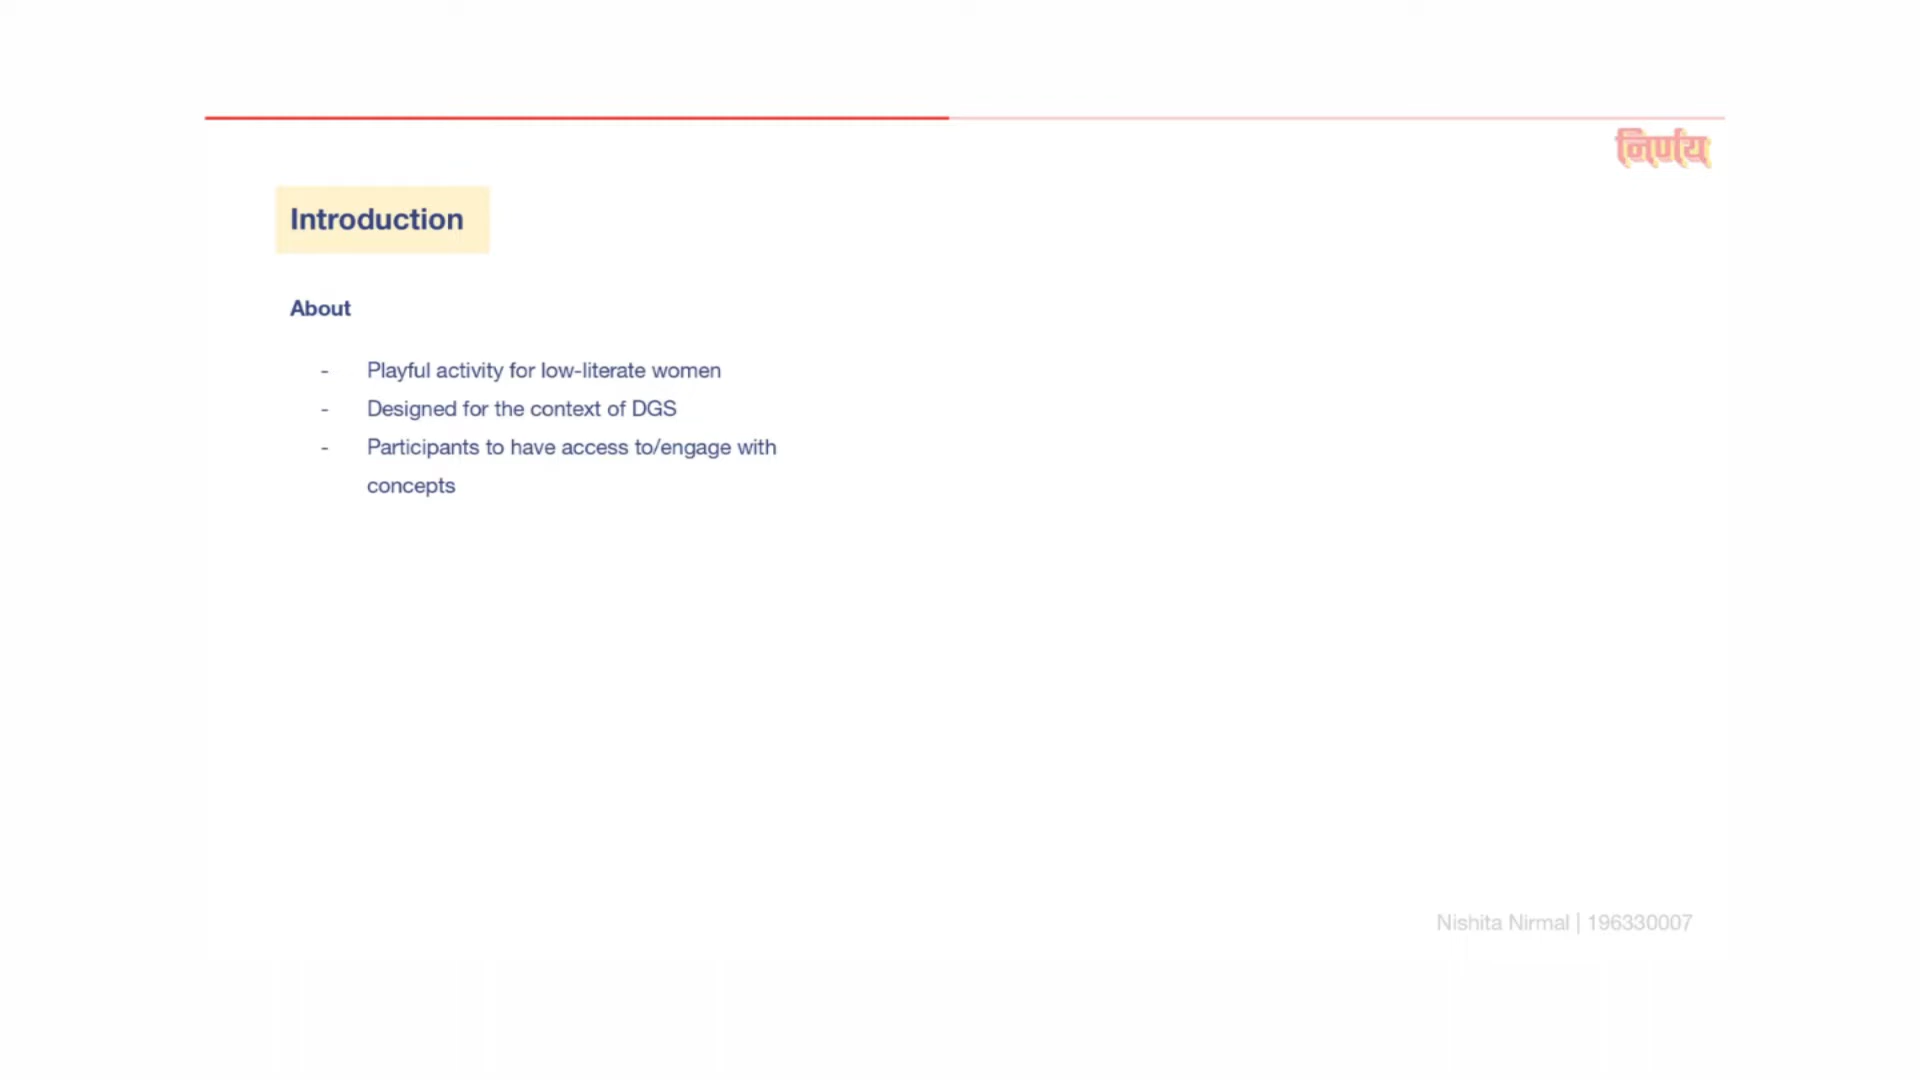 निर्णय
Introduction
About
- Playful activity for low-literate women
- Designed for the context of DGS
- Participants to have access to/engage with
concepts
Nishita Nirmal | 196330007